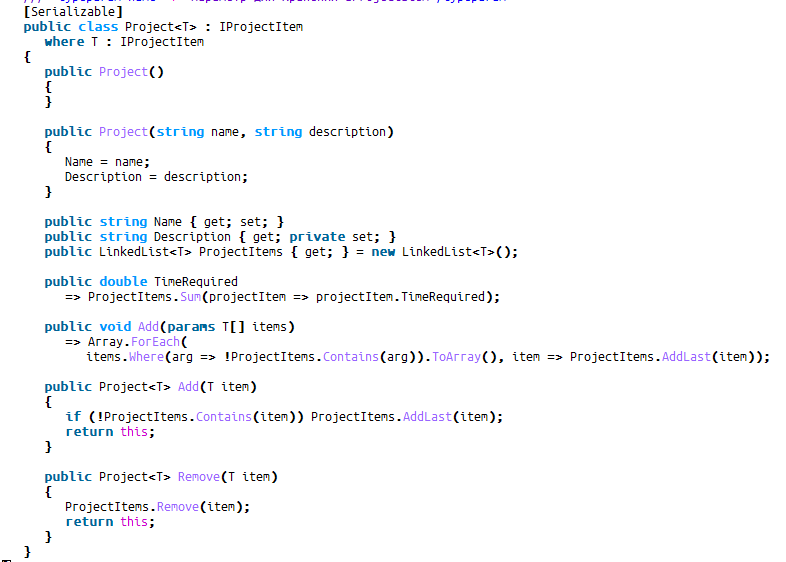 [Serializable]
public class Project<T> : IProjectItem
where T : IProjectItem
{
public Project()
{
}
public Project(string name, string description)
{
Name = name;
Description = description;
}
public string Name { get; set; }
public string Description { get; private set; }
public LinkedList<T> ProjectItems { get; } = new LinkedList<T>();
public double TimeRequired
=> ProjectItems.Sum(projectItem => projectItem.TimeRequired);
public void Add(params T[] items)
=> Array.ForEach(
items.Where(arg => !ProjectItems.Contains(arg)).ToArray(), item => ProjectItems.AddLast(item));
public Project<T> Add(T item)
{
if (!ProjectItems.Contains(item)) ProjectItems.AddLast(item);
return this;
}
public Project<T> Remove(T item)
{
ProjectItems.Remove(item);
return this;
}
}